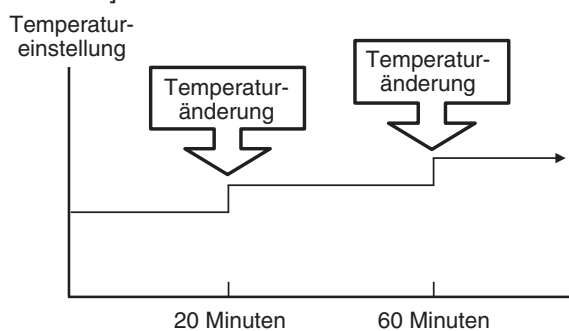 Temperatur-
einstellung
Temperatur-
änderung
Temperatur-
änderung
20 Minuten
60 Minuten